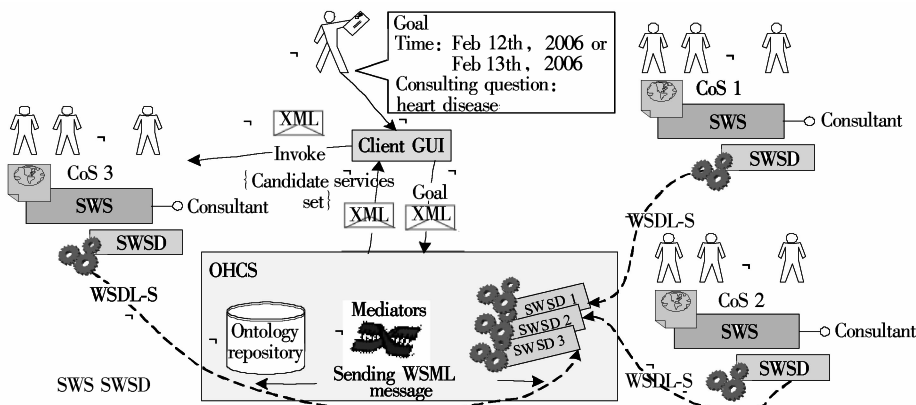 Goal
Time: Feb 12th, 2006 or
Feb 13th, 2006
Consulting question:
heart disease
CoS 1
SWS
Consultant
SWSD
XML
Invoke
Client GUI
CoS 3
SWS
Consultant
SWSD
{Candidate services
set}
XML
Goal
XML
WSDL-S
WSDL-S
OHCS
SWSD 1
SWSD 2
SWSD 3
Mediators
Ontology
repository
Sending WSML
message
CoS 2
SWS
Consultant
SWSD
WSDL-S
SWS SWSD